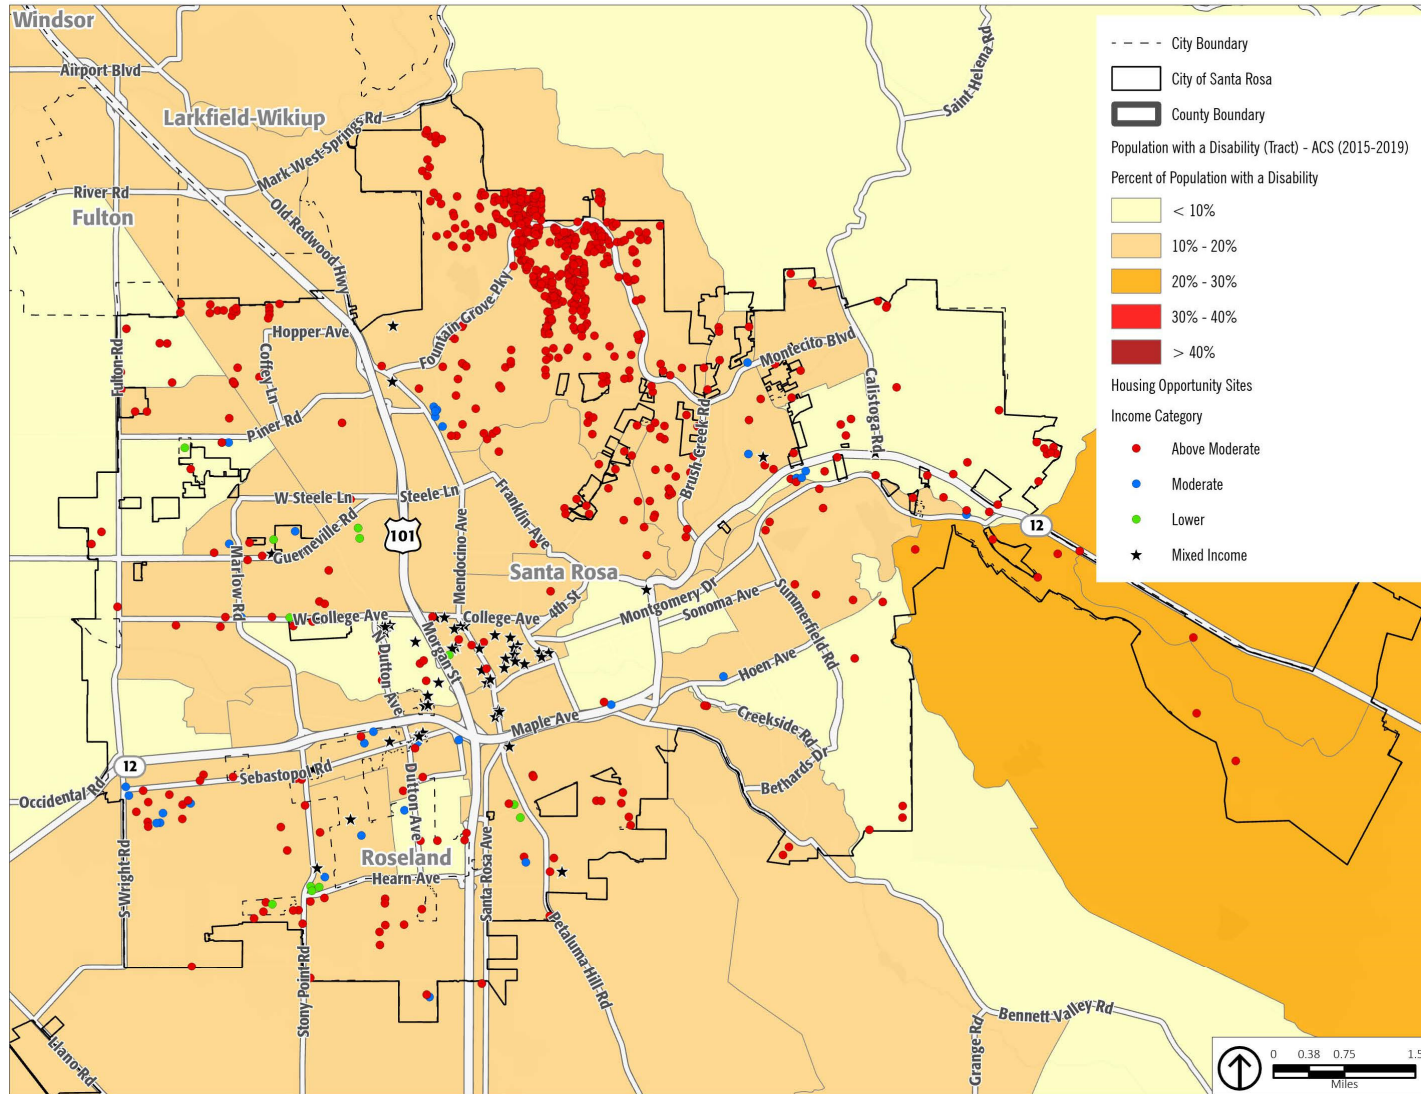 Windsor
Airport Blvd
Larkfield-Wikiup
Mark West Springs Rd
River Rd
Fulton
Old Redwood Hwy
Saint Helena Rd
Hopper Ave
Fountain Grove Pky
Fulton Rd
Coffey Ln
Piner Rd
Montecito Blvd
Calistoga Rd
Brush Creek Rd
W Steele Ln
Steele Ln
Guerneville Rd
Franklin Ave
101
Mendocino Ave
Marlow Rd
Santa Rosa
12
W College Ave
College Ave
4th St
Montgomery Dr
Sonoma Ave
Summerfield Rd
N Dutton Ave
Morgan St
Hoen Ave
Maple Ave
Creekside Rd
Bethards Dr
12
Occidental Rd
Sebastopol Rd
Dutton Ave
S Wright Rd
Roseland
Hearn Ave
Santa Rosa Ave
Stony Point Rd
Petaluma Hill Rd
Llano Rd
Bennett Valley Rd
Grange Rd
City Boundary
City of Santa Rosa
County Boundary
Population with a Disability (Tract) - ACS (2015-2019)
Percent of Population with a Disability
< 10%
10% - 20%
20% - 30%
30% - 40%
> 40%
Housing Opportunity Sites
Income Category
Above Moderate
Moderate
Lower
Mixed Income
0 0.38 0.75 1.5
Miles